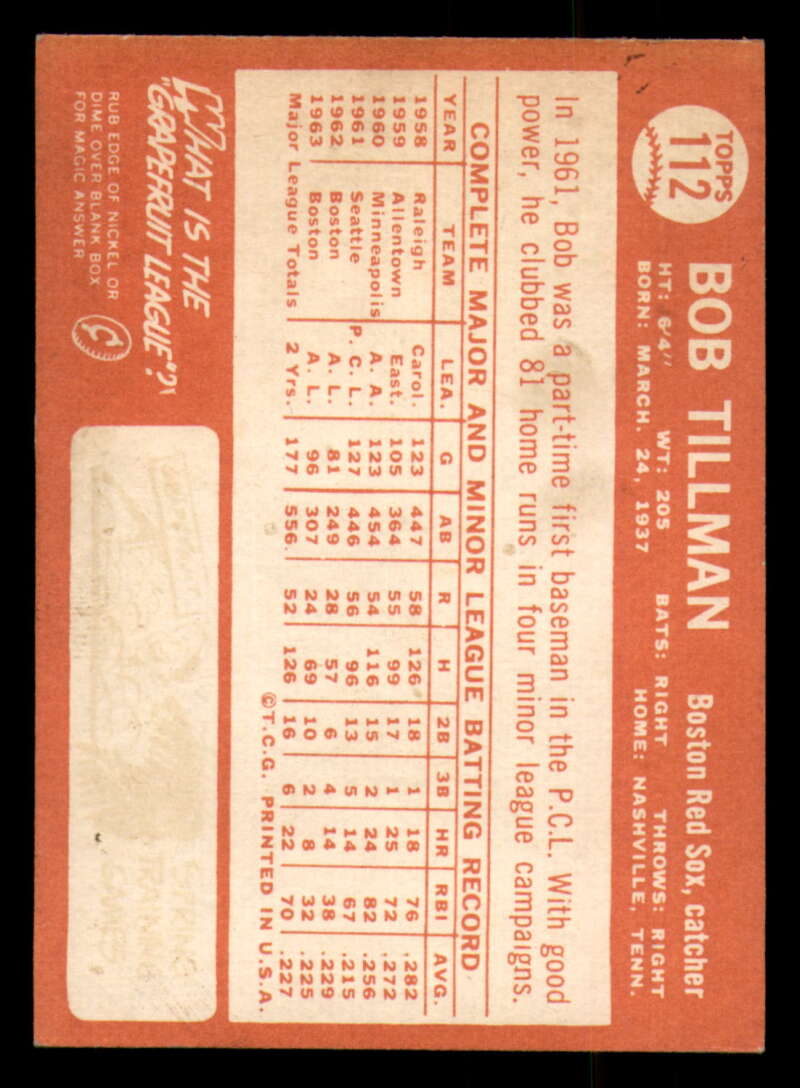 TOPPS
112
BOB TILLMAN
Boston Red Sox, catcher
HT: 6'4" WT: 205 BATS: RIGHT THROWS: RIGHT
BORN: MARCH. 24, 1937 HOME: NASHVILLE, TENN.
In 1961, Bob was a part-time first baseman in the P.C.L. With good
power, he clubbed 81 home runs in four minor league campaigns.
COMPLETE MAJOR AND MINOR LEAGUE BATTING RECORD
YEAR TEAM LEA. G AB R H 2B 3B HR RBI AVG.
1958 Raleigh Carol. 123 447 58 126 18 1 18 76 .282
1959 Allentown East. 105 364 55 99 17 1 25 72 .272
1960 Minneapolis A. A. 123 454 54 116 15 2 24 82 .256
1961 Seattle P. C. L. 127 446 56 96 13 5 14 67 .215
1962 Boston A. L. 81 249 28 57 6 4 14 38 .229
1963 Boston A. L. 96 307 24 69 10 2 8 32 .225
Major League Totals 2 Yrs. 177 556 52 126 16 6 22 70 .227
©T.C.G. PRINTED IN U.S.A.
WHAT IS THE
"GRAPEFRUIT LEAGUE"?
RUB EDGE OF NICKEL OR
DIME OVER BLANK BOX
FOR MAGIC ANSWER
SPRING
TRAINING
GAMES